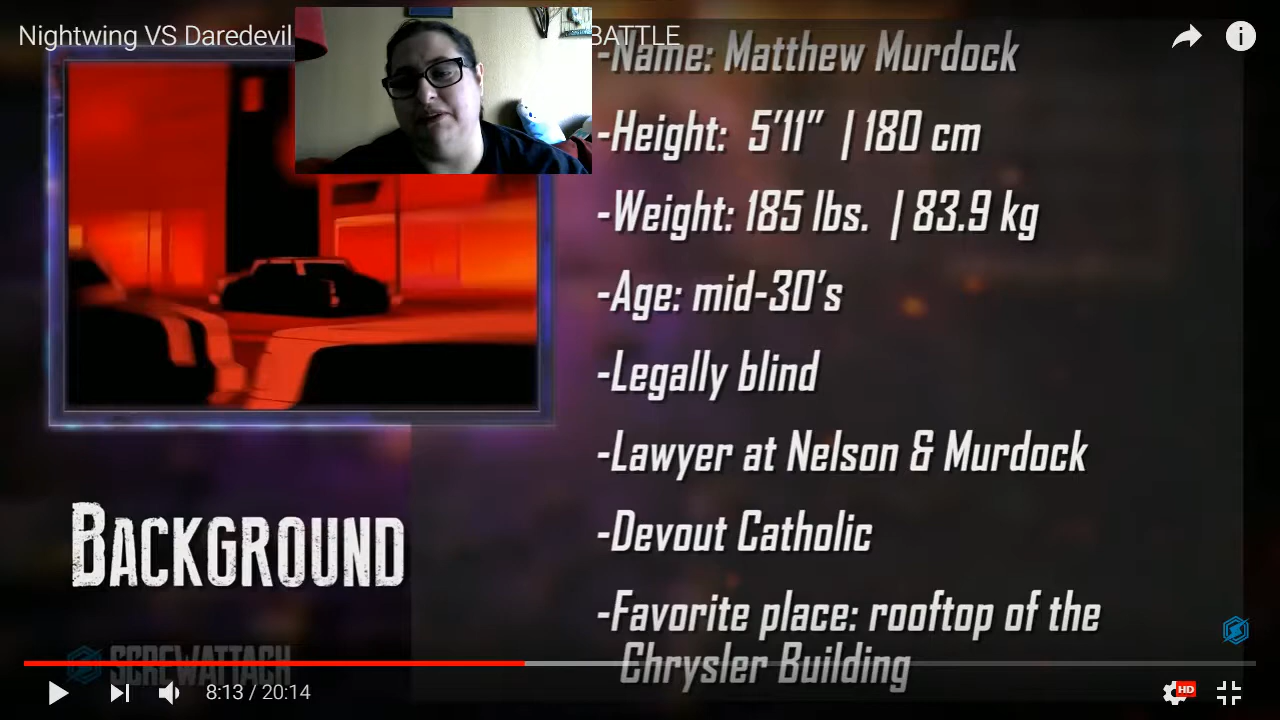 Nightwing VS Daredevil BATTLE
-Name: Matthew Murdock
-Height: 5'11" | 180 cm
-Weight: 185 lbs. | 83.9 kg
-Age: mid-30's
-Legally blind
-Lawyer at Nelson & Murdock
-Devout Catholic
-Favorite place: rooftop of the
Chrysler Building
BACKGROUND
SCREWATTACK
8:13 / 20:14
HD